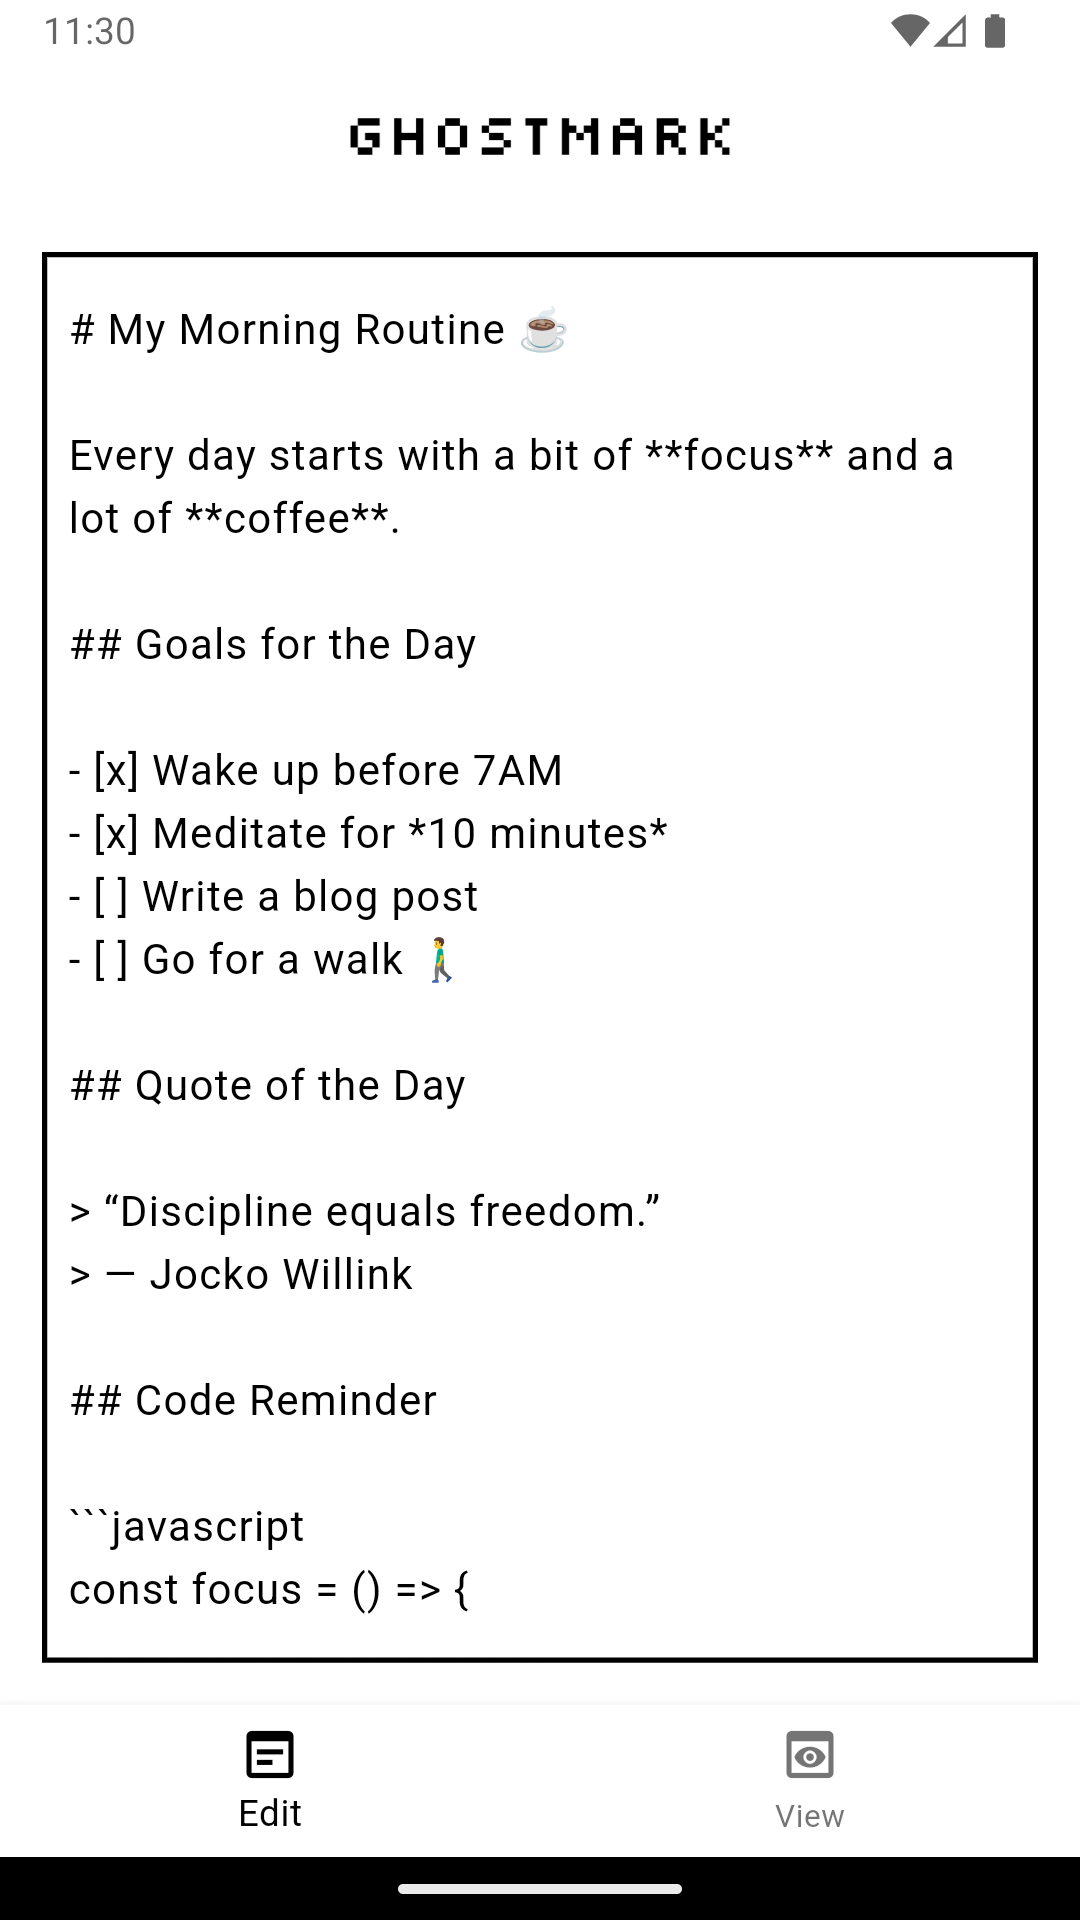 11:30
GHOSTMARK
# My Morning Routine ☕
Every day starts with a bit of **focus** and a
lot of **coffee**.
## Goals for the Day
- [x] Wake up before 7AM
- [x] Meditate for *10 minutes*
- [ ] Write a blog post
- [ ] Go for a walk 🚶‍♂️
## Quote of the Day
> “Discipline equals freedom.”
> — Jocko Willink
## Code Reminder
```javascript
const focus = () => {
Edit
View